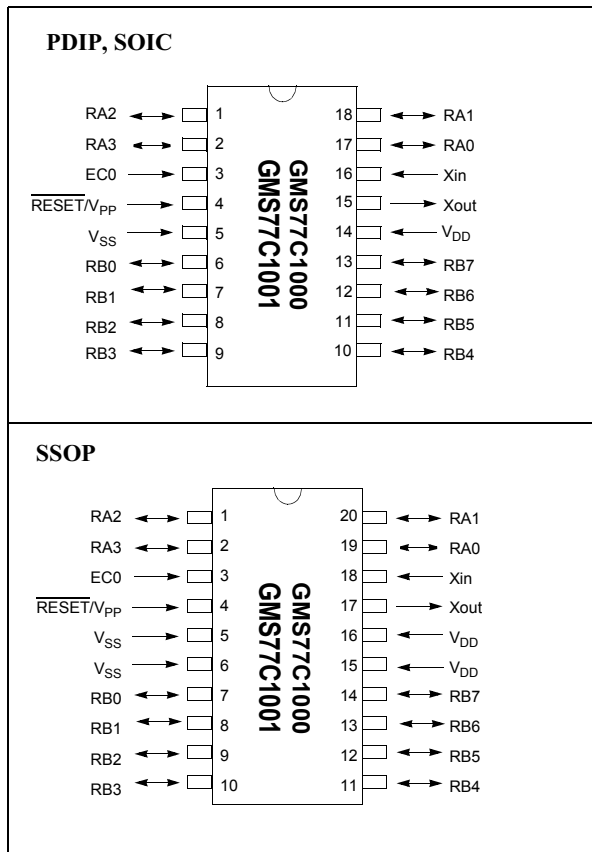 PDIP, SOIC
RA2 1 18 RA1
RA3 2 17 RA0
EC0 3 16 Xin
RESET/VPP 4 15 Xout
VSS 5 14 VDD
RB0 6 13 RB7
RB1 7 12 RB6
RB2 8 11 RB5
RB3 9 10 RB4
GMS77C1000
GMS77C1001
SSOP
RA2 1 20 RA1
RA3 2 19 RA0
EC0 3 18 Xin
RESET/VPP 4 17 Xout
VSS 5 16 VDD
VSS 6 15 VDD
RB0 7 14 RB7
RB1 8 13 RB6
RB2 9 12 RB5
RB3 10 11 RB4
GMS77C1000
GMS77C1001